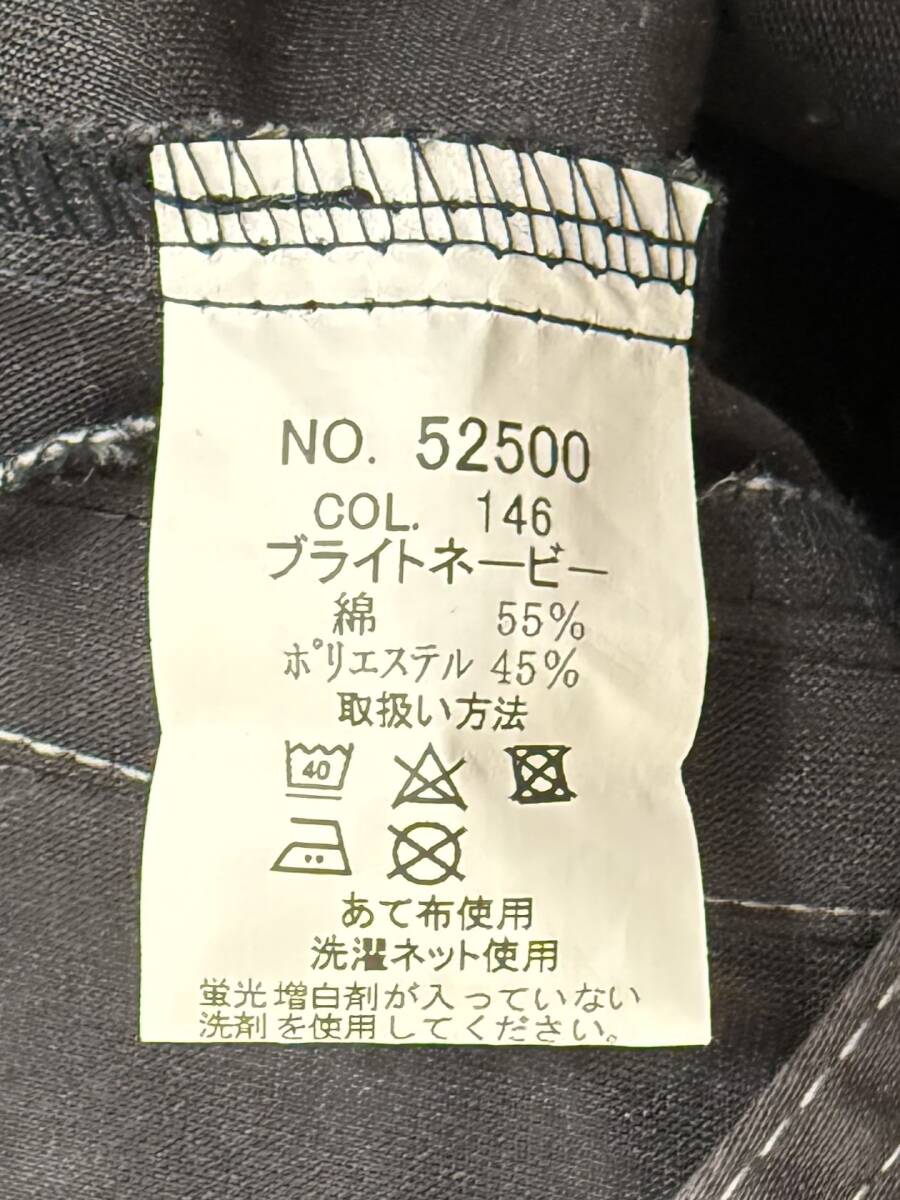 NO. 52500
COL. 146
ブライトネービー
綿 55%
ポリエステル 45%
取扱い方法
40
あて布使用
洗濯ネット使用
蛍光増白剤が入っていない
洗剤を使用してください。